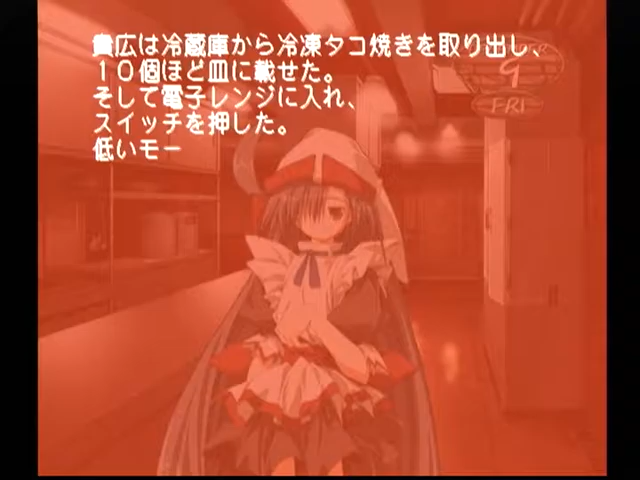 貴広は冷蔵庫から冷凍タコ焼きを取り出し、
１０個ほど皿に載せた。
そして電子レンジに入れ、
スイッチを押した。
低いモー
9
FRI